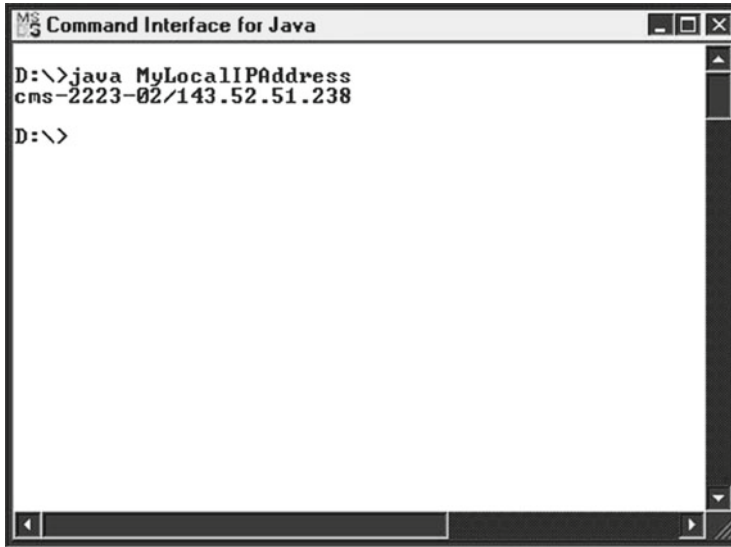 Command Interface for Java
D:\>java MyLocalIPAddress
cms-2223-02/143.52.51.238
D:\>